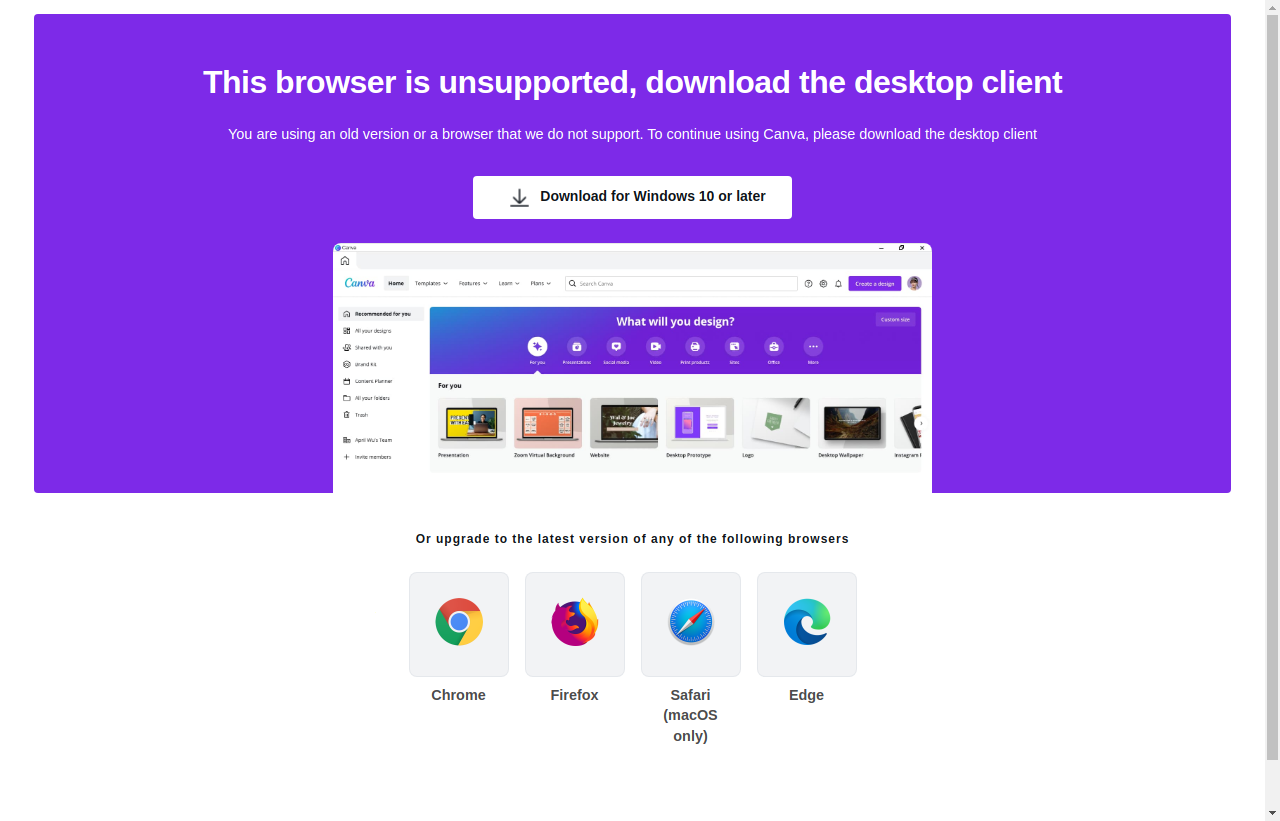 This browser is unsupported, download the desktop client
You are using an old version or a browser that we do not support. To continue using Canva, please download the desktop client
Download for Windows 10 or later
Canva
Canva
Home Templates Features Learn Plans Search Canva Create a design
Recommended for you
All your designs
Shared with you
Brand Kit
Content Planner
All your folders
Trash
April Wu's Team
Invite members
What will you design?
Custom size
For you Presentations Social media Video Print products Sites Office More
For you
Presentation Zoom Virtual Background Website Desktop Prototype Logo Desktop Wallpaper Instagram
Or upgrade to the latest version of any of the following browsers
Chrome
Firefox
Safari
(macOS
only)
Edge